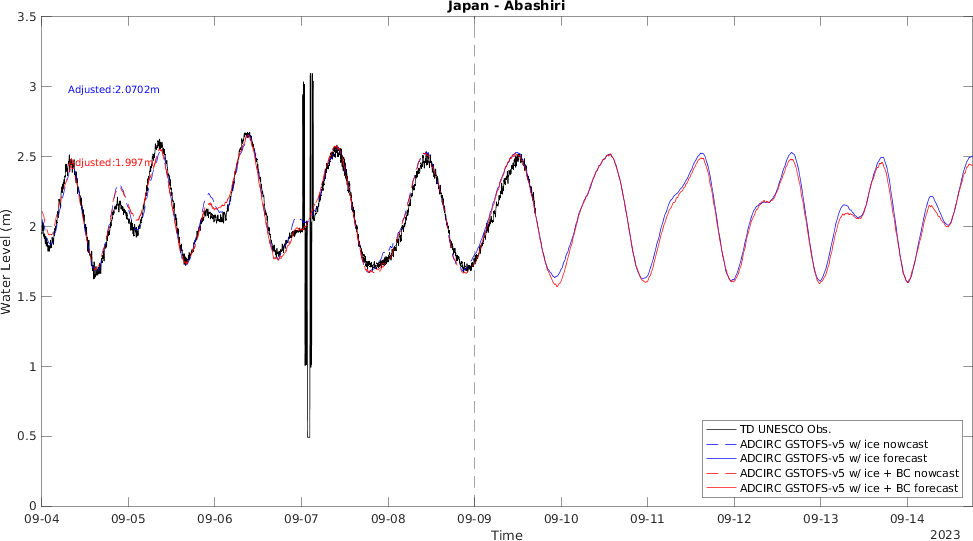 Japan - Abashiri
3.5
3
2.5
2
1.5
1
0.5
0
Water Level (m)
Adjusted:2.0702m
Adjusted:1.997m
TD UNESCO Obs.
ADCIRC GSTOFS-v5 w/ ice nowcast
ADCIRC GSTOFS-v5 w/ ice forecast
ADCIRC GSTOFS-v5 w/ ice + BC nowcast
ADCIRC GSTOFS-v5 w/ ice + BC forecast
09-04 09-05 09-06 09-07 09-08 09-09 09-10 09-11 09-12 09-13 09-14
Time
2023